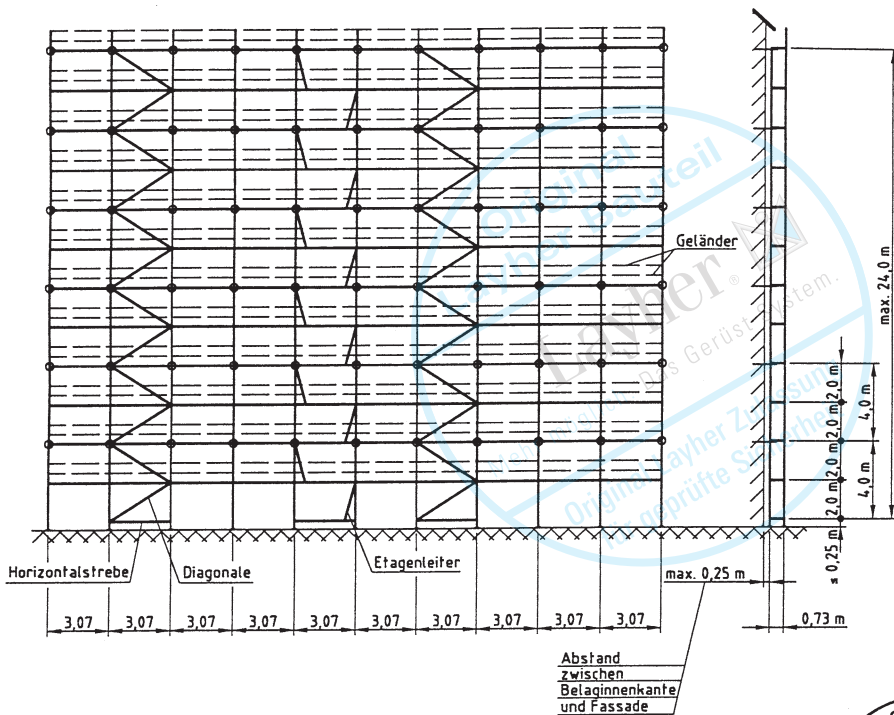 Original
Layher Bauteil
Layher®
Mehr möglich. Das Gerüst System.
Original Layher Zulassung
für geprüfte Sicherheit
Geländer
max. 24,0 m
2,0 m
2,0 m
4,0 m
2,0 m
2,0 m
4,0 m
≤ 0,25 m
Horizontalstrebe
Diagonale
Etagenleiter
max. 0,25 m
0,73 m
3,07 3,07 3,07 3,07 3,07 3,07 3,07 3,07 3,07 3,07
Abstand
zwischen
Belaginnenkante
und Fassade